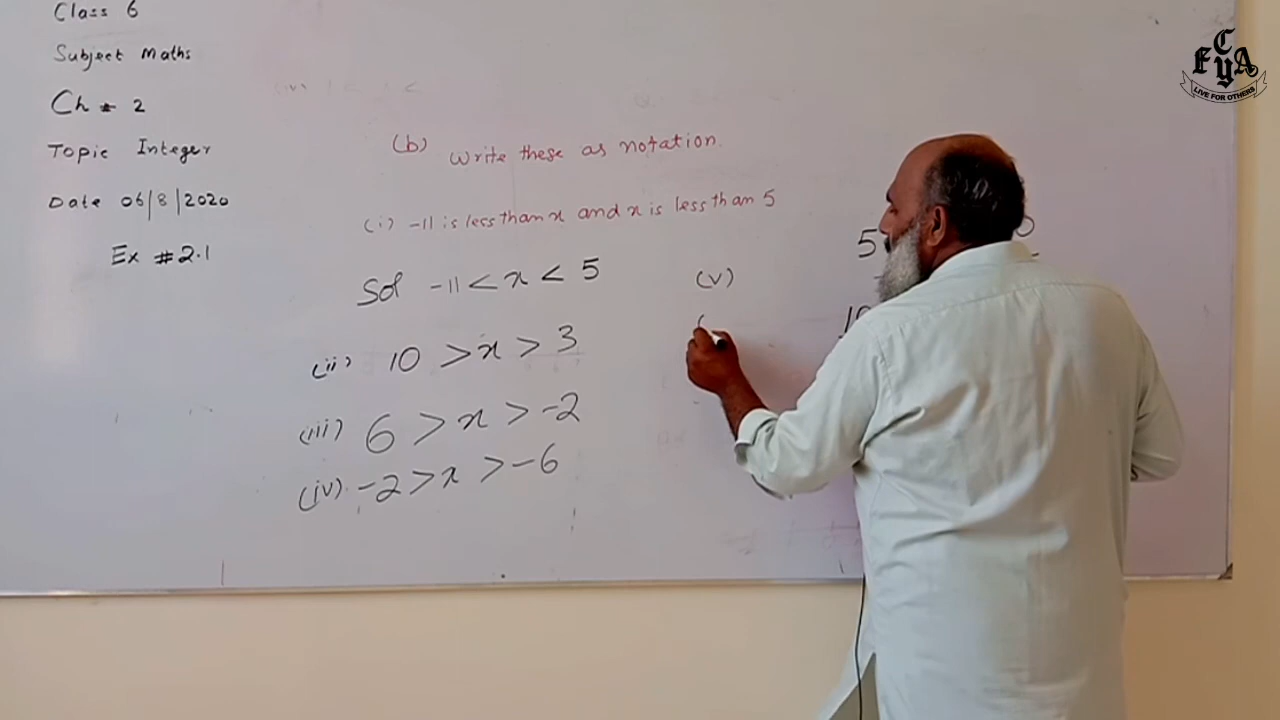 Class 6
Subject Maths
Ch # 2
Topic Integer
Date 06/8/2020
Ex #2.1
(b) Write these as notation.
(i) -11 is less than x and x is less than 5
Sol -11 < x < 5
(ii) 10 > x > 3
(iii) 6 > x > -2
(iv) -2 > x > -6
(v)
5
10
ECYA
LIVE FOR OTHERS